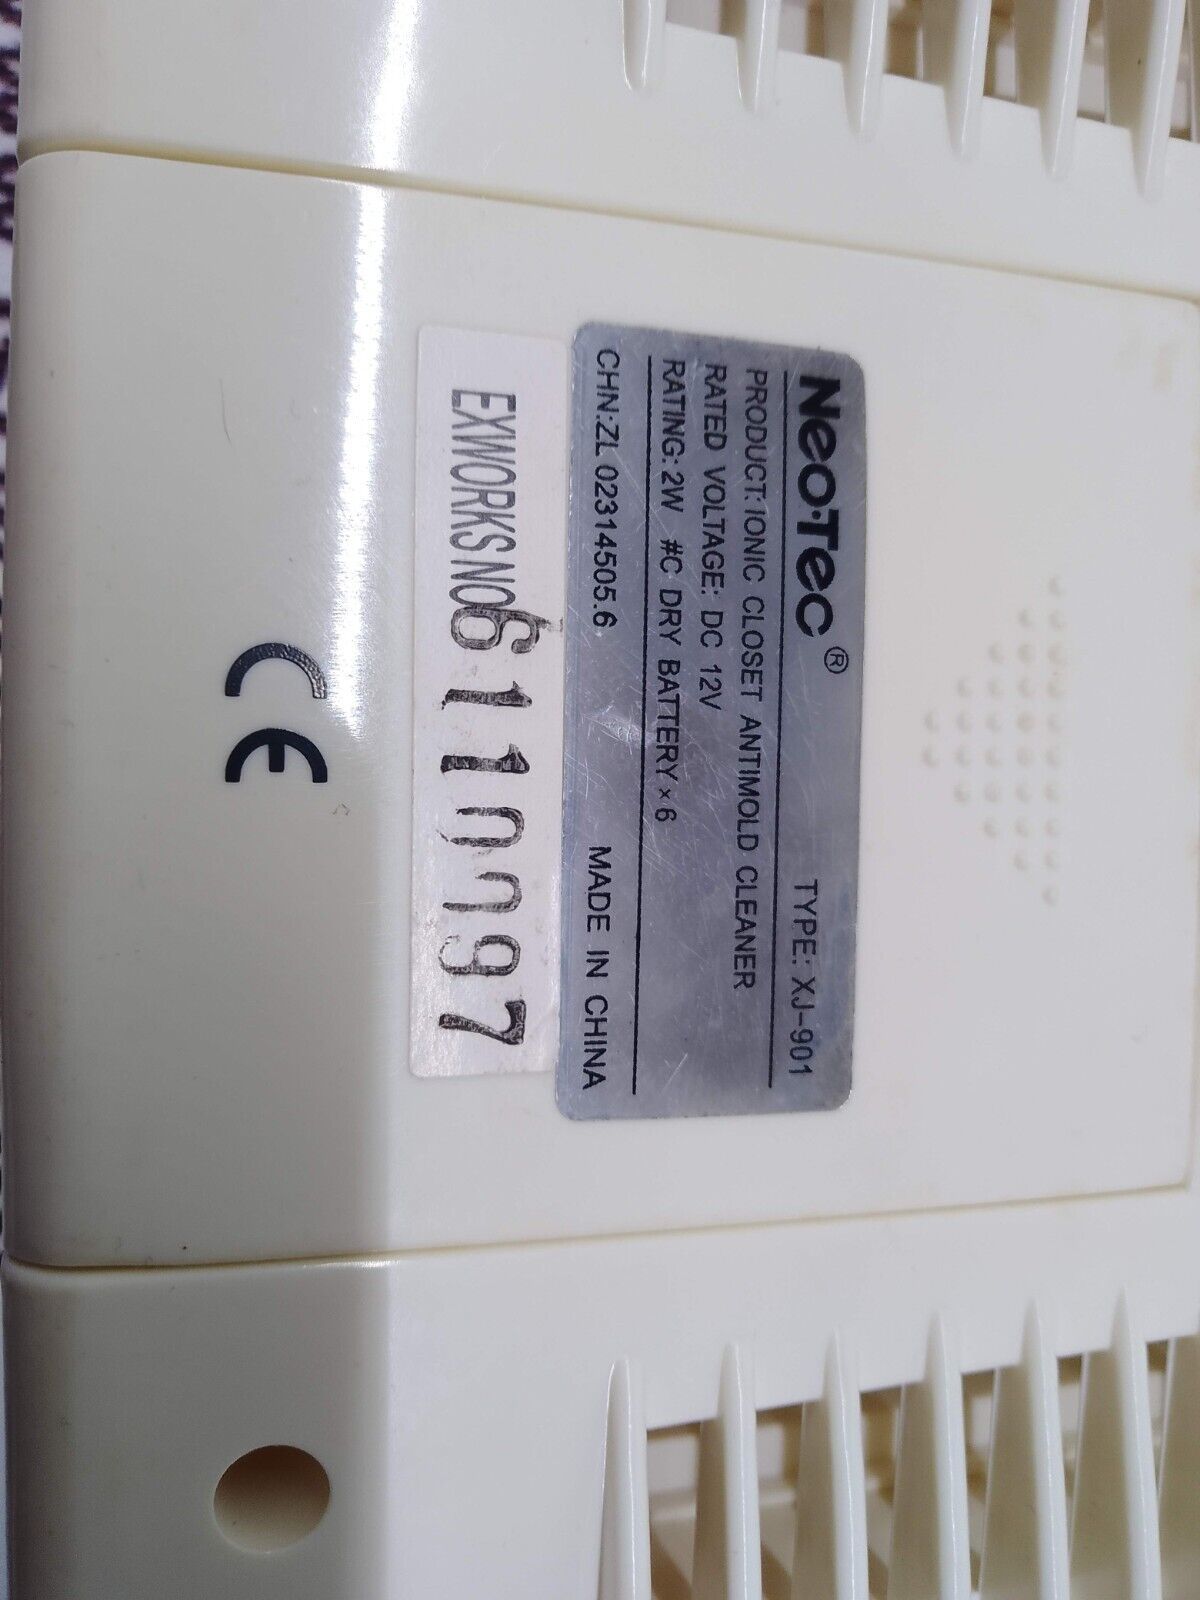 Neo-Tec® TYPE: XJ-901
PRODUCT: IONIC CLOSET ANTIMOLD CLEANER
RATED VOLTAGE: DC 12V
RATING: 2W #C DRY BATTERY × 6
CHN:ZL 02314505.6 MADE IN CHINA
EXWORKS NO 6110097
CE